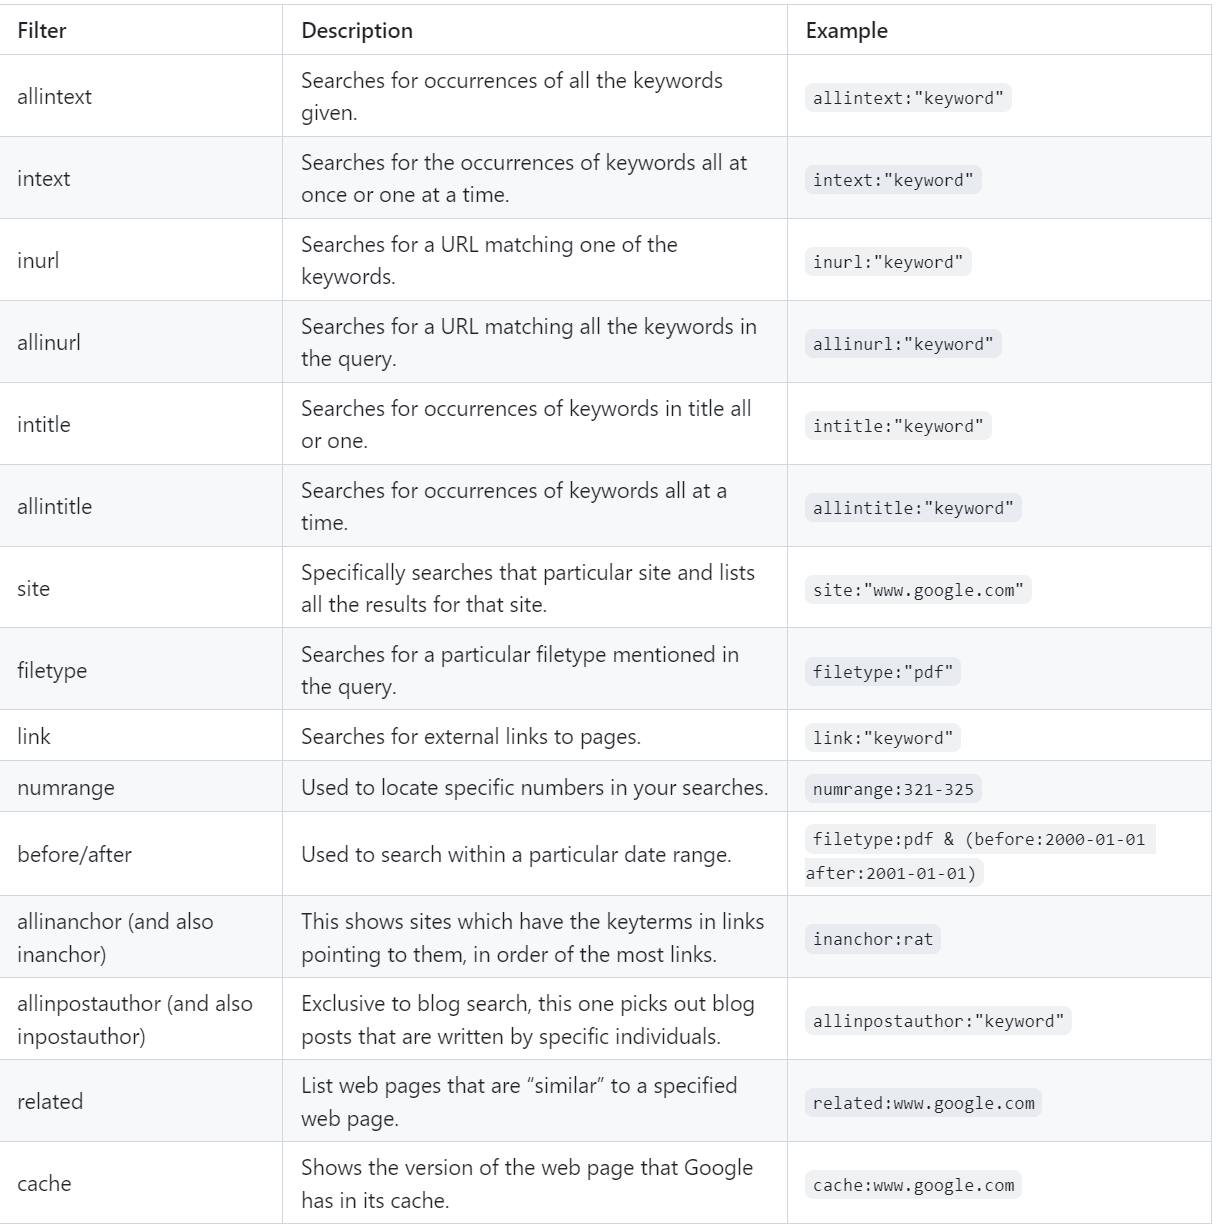 Filter Description Example
allintext
Searches for occurrences of all the keywords
given.
allintext:"keyword"
intext
Searches for the occurrences of keywords all at
once or one at a time.
intext:"keyword"
inurl
Searches for a URL matching one of the
keywords.
inurl:"keyword"
allinurl
Searches for a URL matching all the keywords in
the query.
allinurl:"keyword"
intitle
Searches for occurrences of keywords in title all
or one.
intitle:"keyword"
allintitle
Searches for occurrences of keywords all at a
time.
allintitle:"keyword"
site
Specifically searches that particular site and lists
all the results for that site.
site:"www.google.com"
filetype
Searches for a particular filetype mentioned in
the query.
filetype:"pdf"
link
Searches for external links to pages.
link:"keyword"
numrange
Used to locate specific numbers in your searches.
numrange:321-325
before/after
Used to search within a particular date range.
filetype:pdf & (before:2000-01-01
after:2001-01-01)
allinanchor (and also
inanchor)
This shows sites which have the keyterms in links
pointing to them, in order of the most links.
inanchor:rat
allinpostauthor (and also
inpostauthor)
Exclusive to blog search, this one picks out blog
posts that are written by specific individuals.
allinpostauthor:"keyword"
related
List web pages that are “similar” to a specified
web page.
related:www.google.com
cache
Shows the version of the web page that Google
has in its cache.
cache:www.google.com